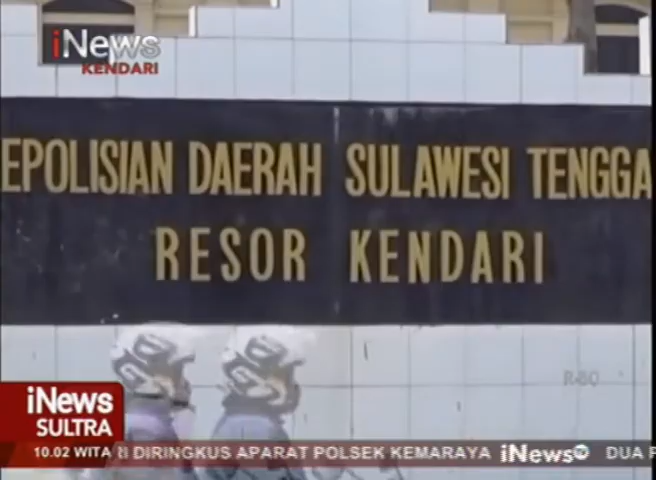 iNews
KENDARI
EPOLISIAN DAERAH SULAWESI TENGGA
RESOR KENDARI
R-80
iNews
SULTRA
10.02 WITA I DIRINGKUS APARAT POLSEK KEMARAYA iNews DUA